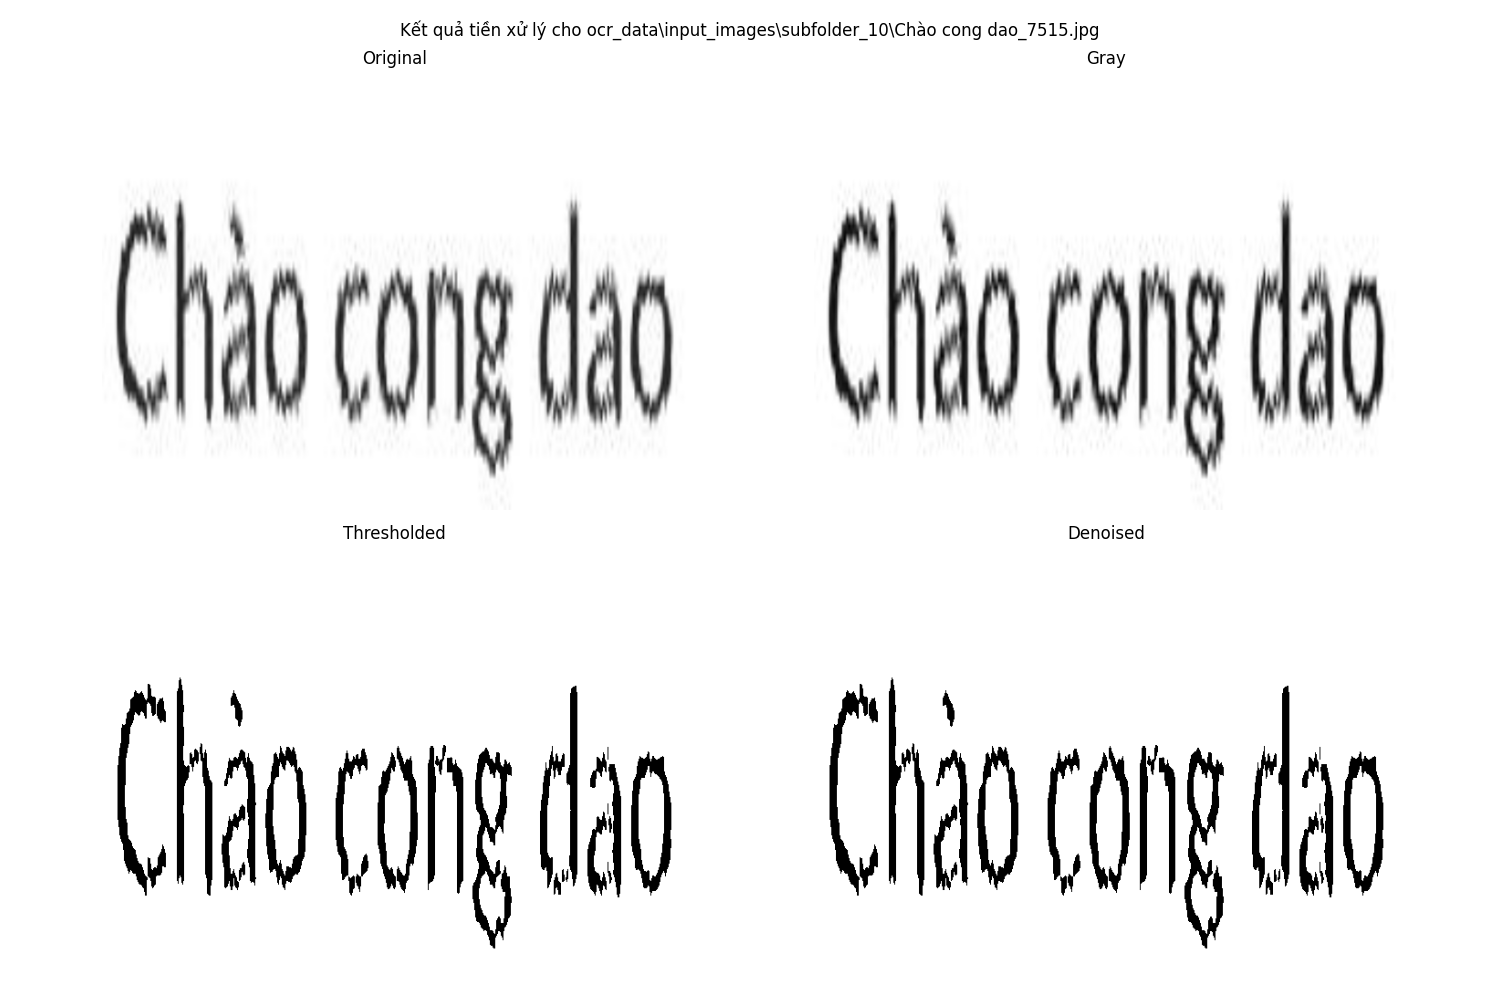 Kết quả tiền xử lý cho ocr_data\input_images\subfolder_10\Chào cong dao_7515.jpg
Original
Gray
Chào cong dao
Chào cong dao
Thresholded
Denoised
Chào cong dao
Chào cong dao